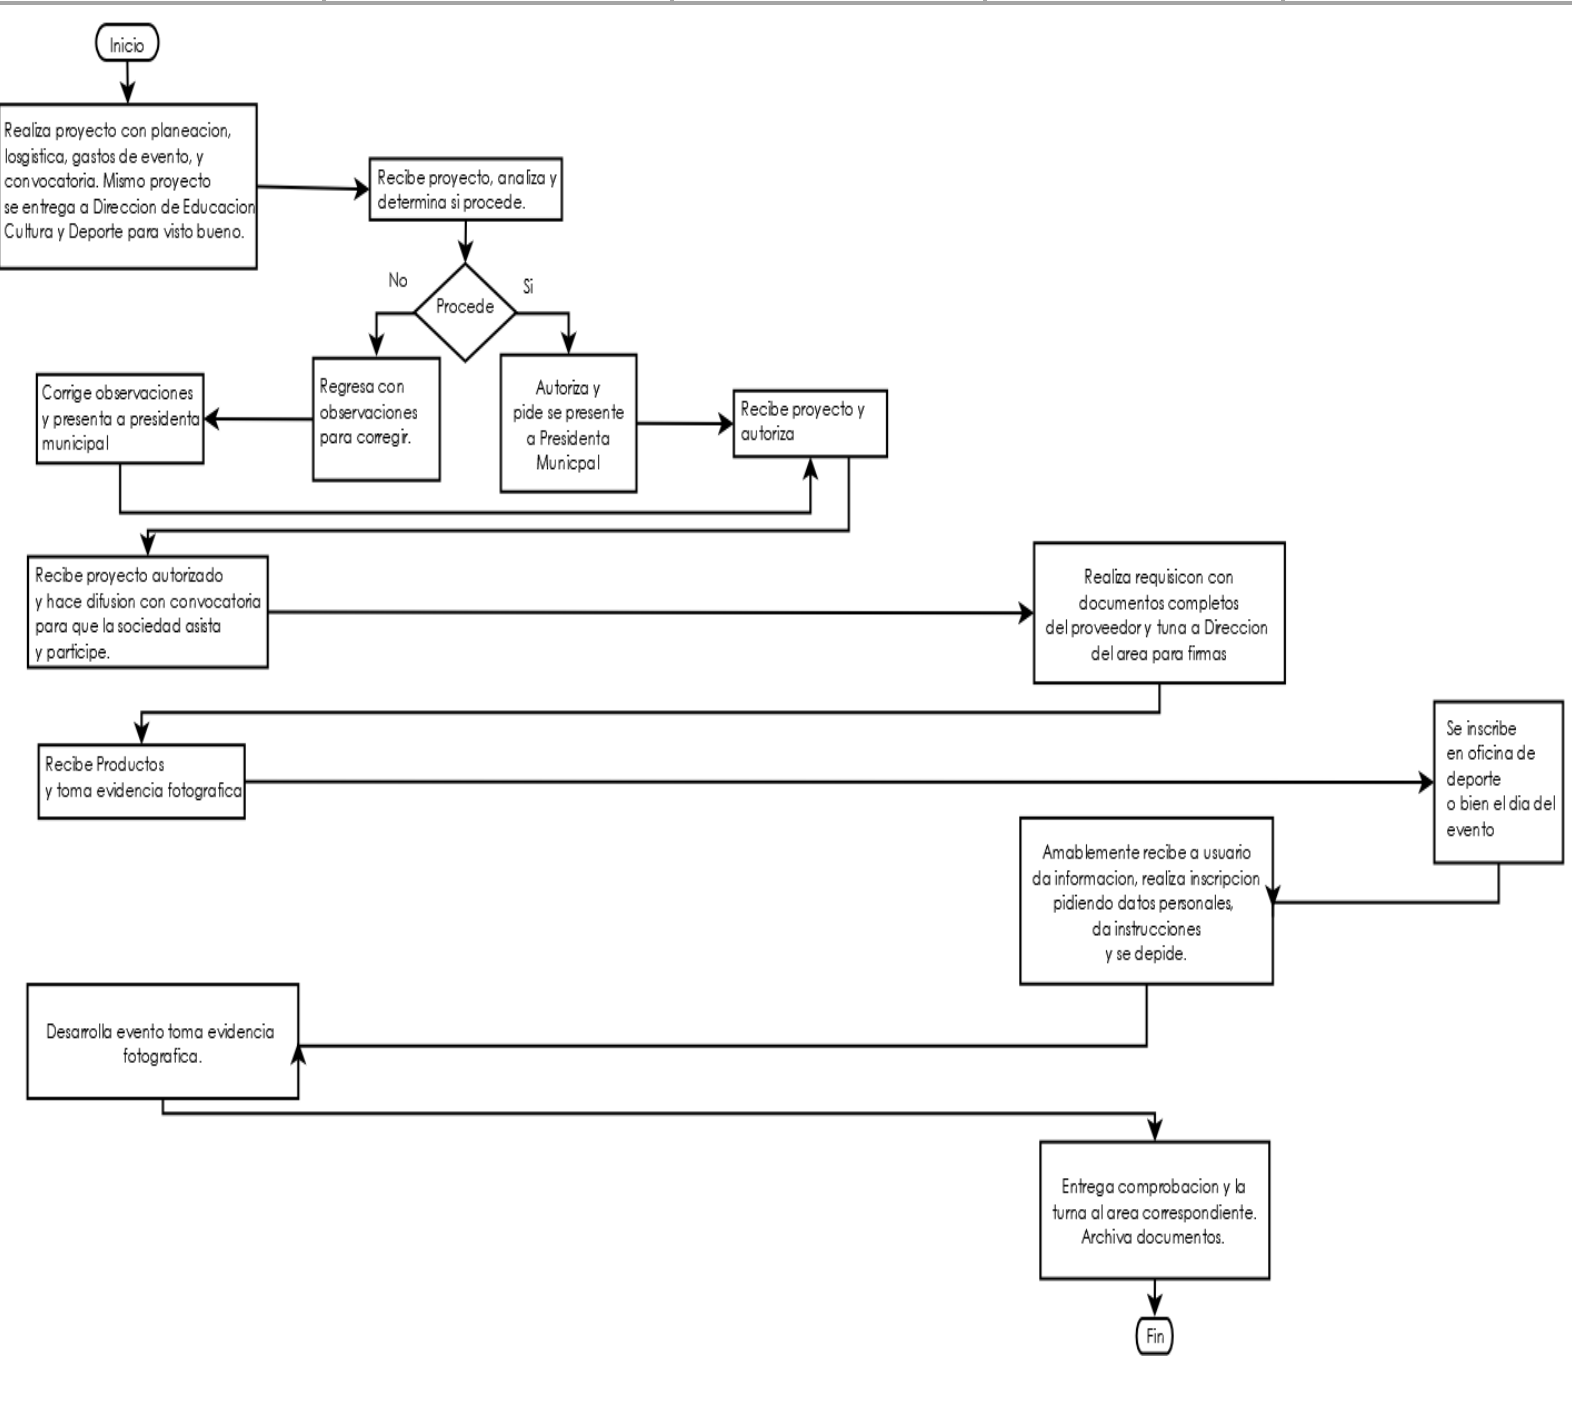 Inicio
Realiza proyecto con planeacion,
losgistica, gastos de evento, y
convocatoria. Mismo proyecto
se entrega a Direccion de Educacion
Cultura y Deporte para visto bueno.
Recibe proyecto, analiza y
determina si procede.
Procede
No
Si
Regresa con
observaciones
para corregir.
Corrige observaciones
y presenta a presidenta
municipal
Autoriza y
pide se presente
a Presidenta
Municpal
Recibe proyecto y
autoriza
Recibe proyecto autorizado
y hace difusion con convocatoria
para que la sociedad asista
y participe.
Realiza requisicon con
documentos completos
del proveedor y tuna a Direccion
del area para firmas
Recibe Productos
y toma evidencia fotografica
Se inscribe
en oficina de
deporte
o bien el dia del
evento
Amablemente recibe a usuario
da informacion, realiza inscripcion
pidiendo datos personales,
da instrucciones
y se depide.
Desarrolla evento toma evidencia
fotografica.
Entrega comprobacion y la
turna al area correspondiente.
Archiva documentos.
Fin